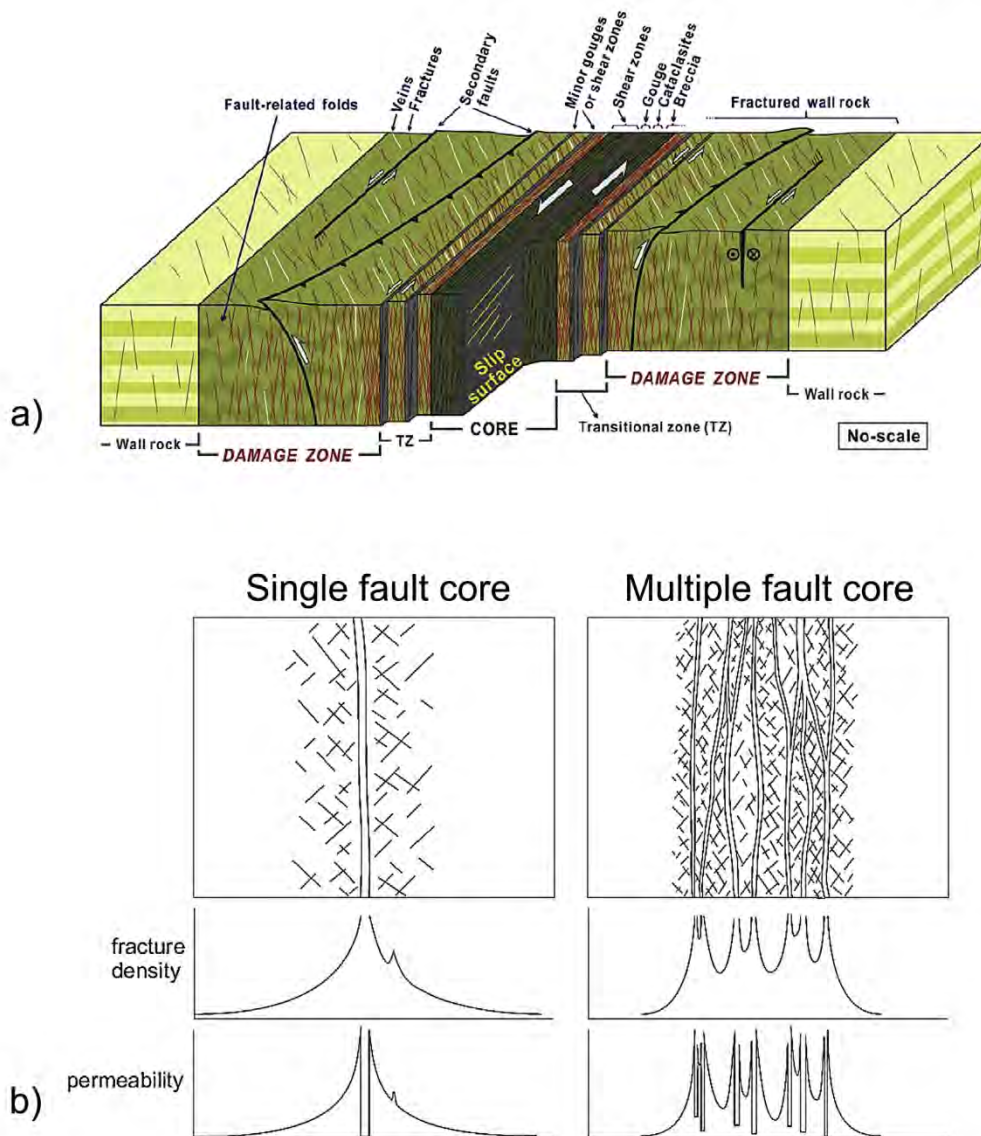 Fault-related folds
Veins
Fractures
Secondary
faults
Minor gouges
or shear zones
Shear zones
Gouge
Cataclasites
Breccia
Fractured wall rock
Slip
surface
a)
Wall rock
DAMAGE ZONE
TZ
CORE
Transitional zone (TZ)
DAMAGE ZONE
Wall rock
No-scale
Single fault core
Multiple fault core
fracture
density
permeability
b)